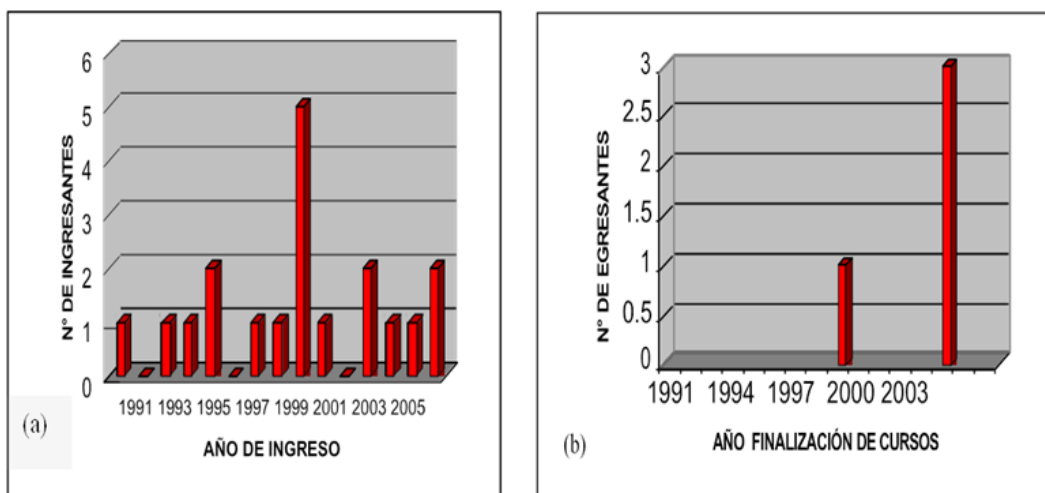 6
5
4
3
2
1
0
N° DE INGRESANTES
1991 1993 1995 1997 1999 2001 2003 2005
(a)
AÑO DE INGRESO
3
2.5
2
1.5
1
0.5
0
N° DE EGRESANTES
1991 1994 1997 2000 2003
(b)
AÑO FINALIZACIÓN DE CURSOS